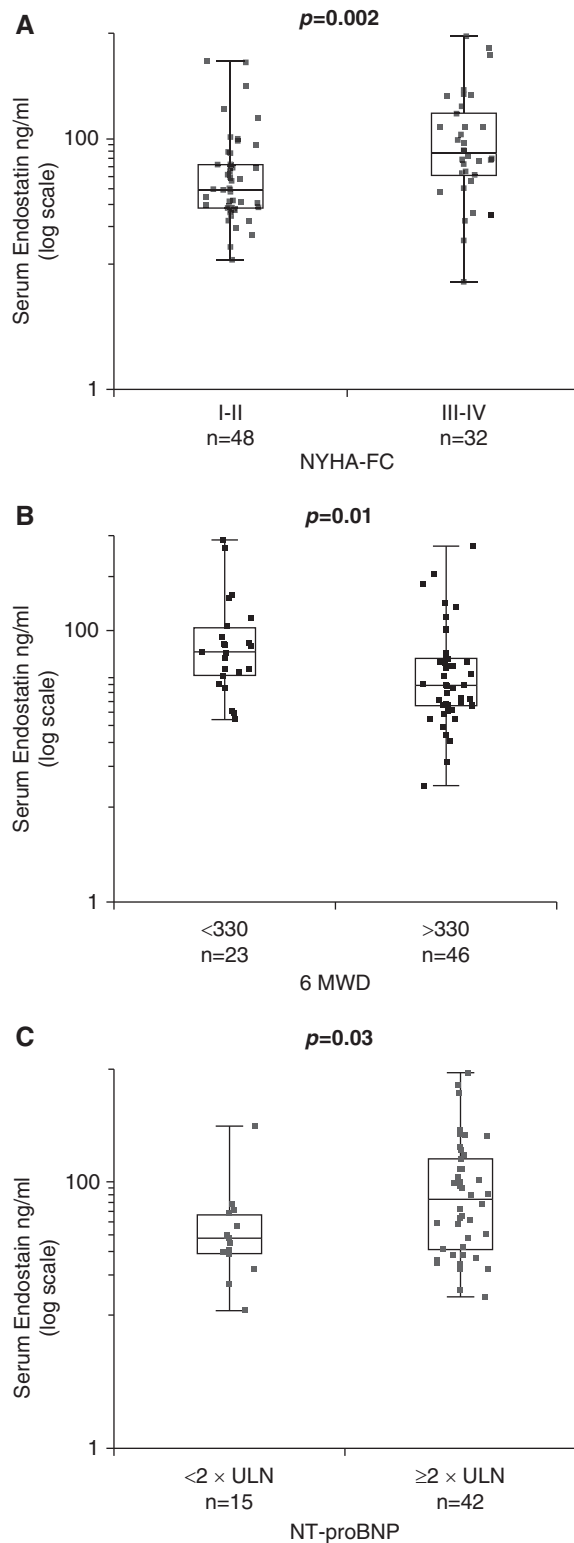 A
p=0.002
Serum Endostatin ng/ml
(log scale)
100
1
I-II
III-IV
n=48
n=32
NYHA-FC
B
p=0.01
Serum Endostatin ng/ml
(log scale)
100
1
<330
>330
n=23
n=46
6 MWD
C
p=0.03
Serum Endostain ng/ml
(log scale)
100
1
<2 × ULN
≥2 × ULN
n=15
n=42
NT-proBNP